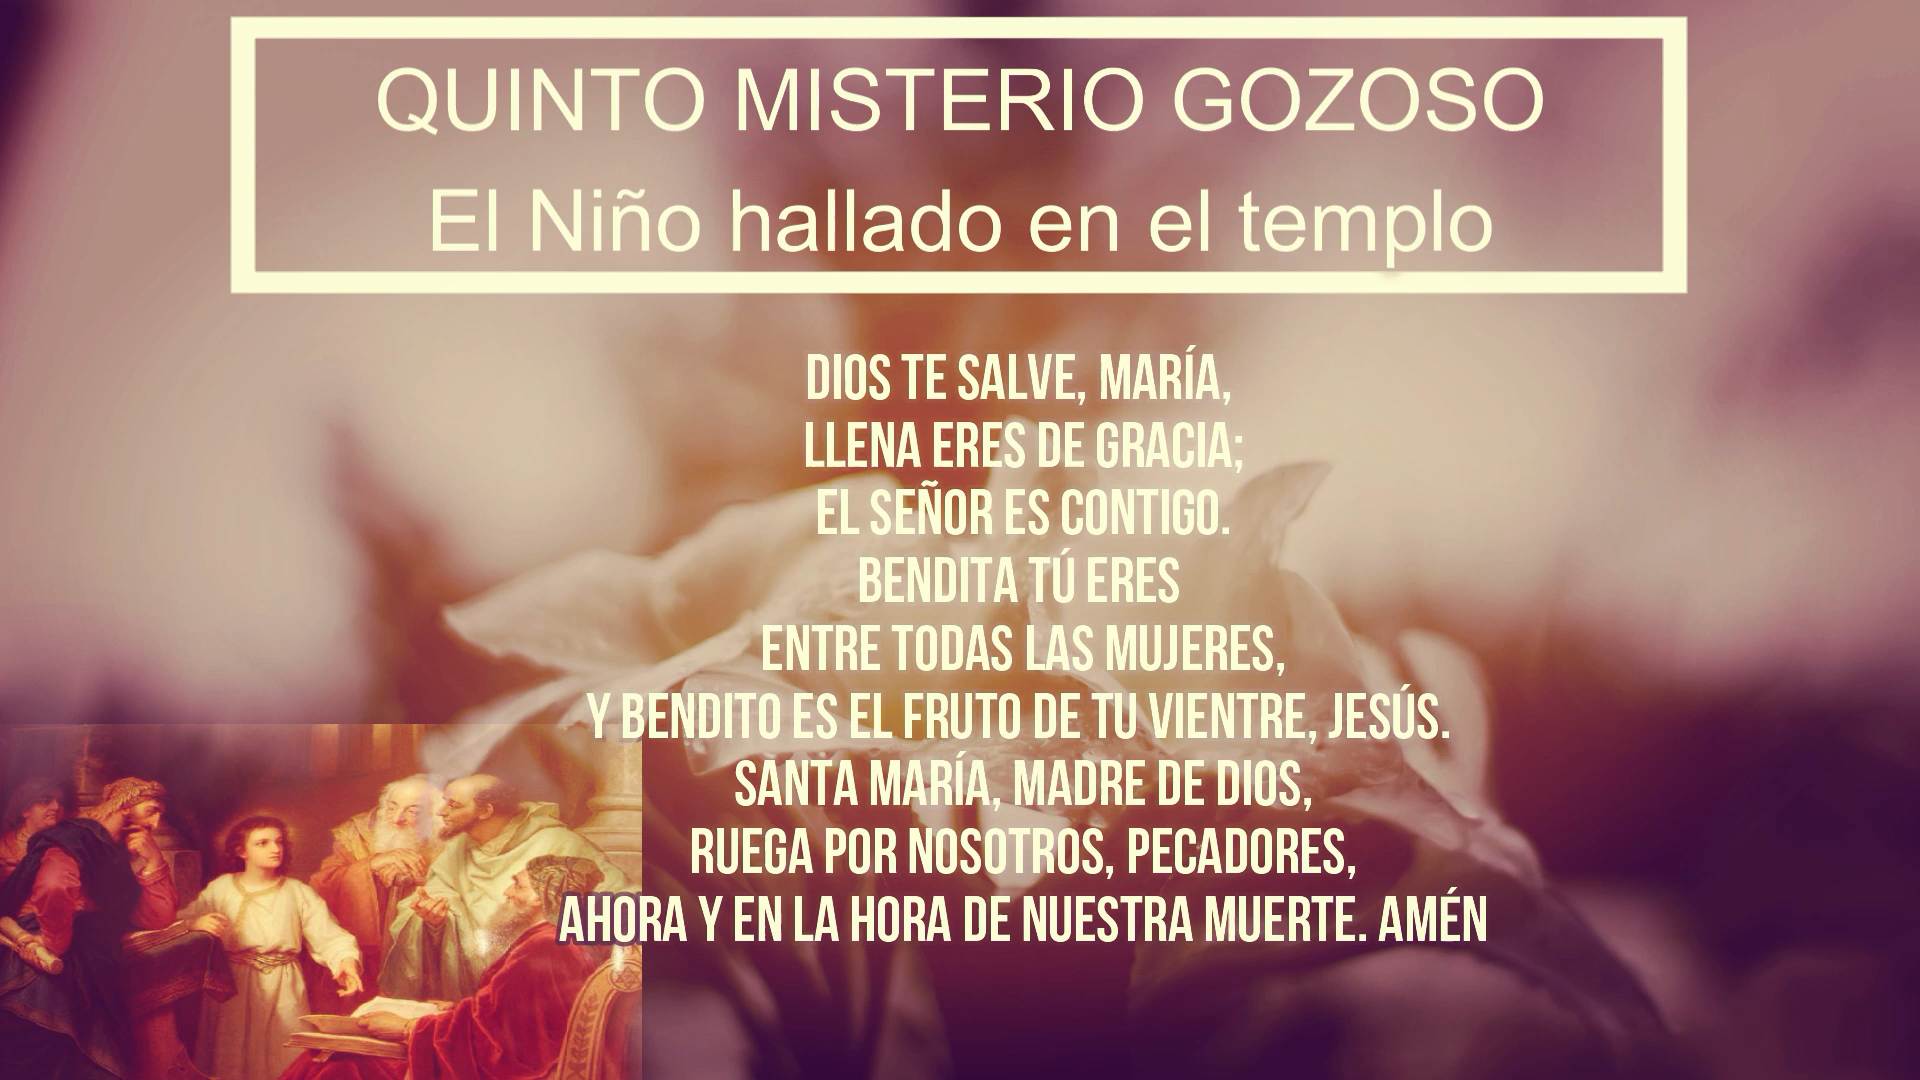 QUINTO MISTERIO GOZOSO
El Niño hallado en el templo
DIOS TE SALVE, MARÍA,
LLENA ERES DE GRACIA;
EL SEÑOR ES CONTIGO.
BENDITA TÚ ERES
ENTRE TODAS LAS MUJERES,
Y BENDITO ES EL FRUTO DE TU VIENTRE, JESÚS.
SANTA MARÍA, MADRE DE DIOS,
RUEGA POR NOSOTROS, PECADORES,
AHORA Y EN LA HORA DE NUESTRA MUERTE. AMÉN